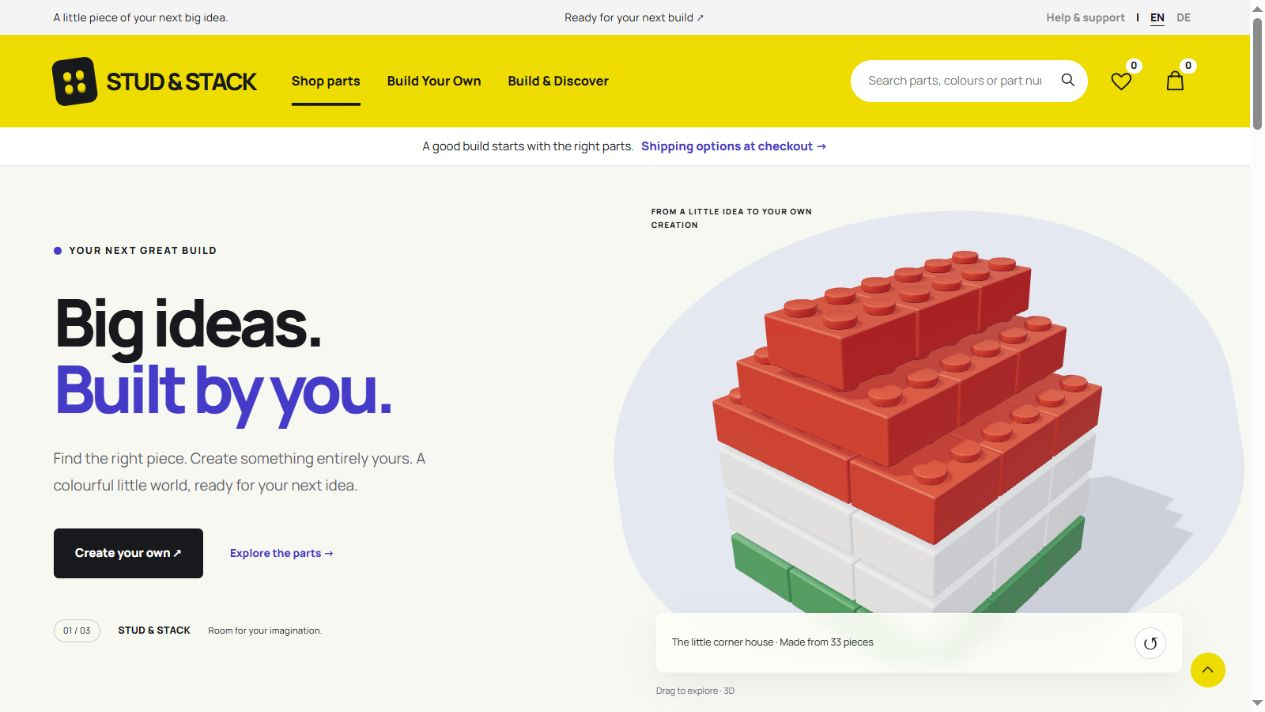 A little piece of your next big idea.
Ready for your next build ↗
Help & support | EN DE
STUD & STACK
Shop parts
Build Your Own
Build & Discover
Search parts, colours or part nu
0
0
A good build starts with the right parts. Shipping options at checkout →
YOUR NEXT GREAT BUILD
Big ideas.
Built by you.
Find the right piece. Create something entirely yours. A
colourful little world, ready for your next idea.
Create your own ↗
Explore the parts →
01 / 03
STUD & STACK
Room for your imagination.
FROM A LITTLE IDEA TO YOUR OWN
CREATION
The little corner house · Made from 33 pieces
Drag to explore · 3D